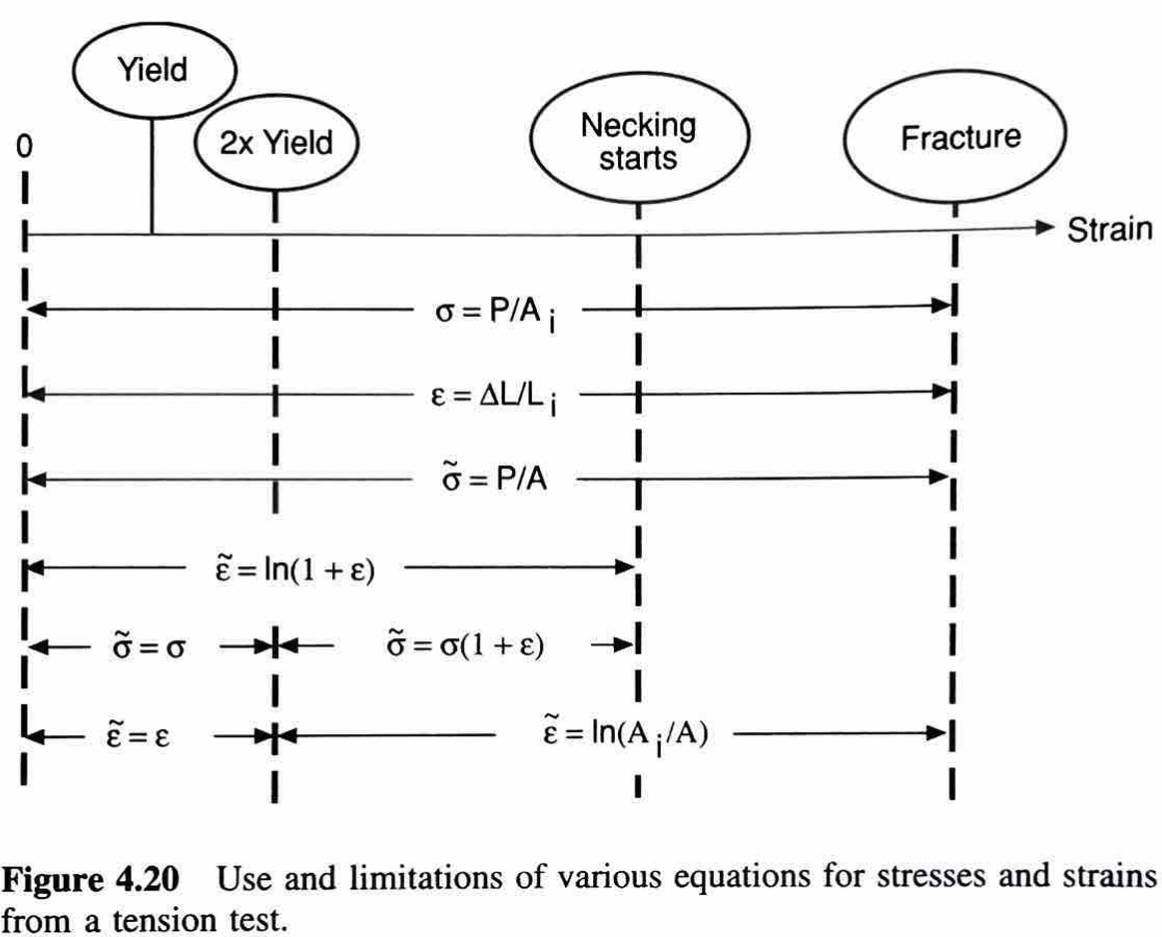 Yield
0
2x Yield
Necking
starts
Fracture
Strain
σ = P/A i
ε = ΔL/L i
σ̃ = P/A
ε̃ = ln(1 + ε)
σ̃ = σ
σ̃ = σ(1 + ε)
ε̃ = ε
ε̃ = ln(A i/A)
Figure 4.20 Use and limitations of various equations for stresses and strains
from a tension test.